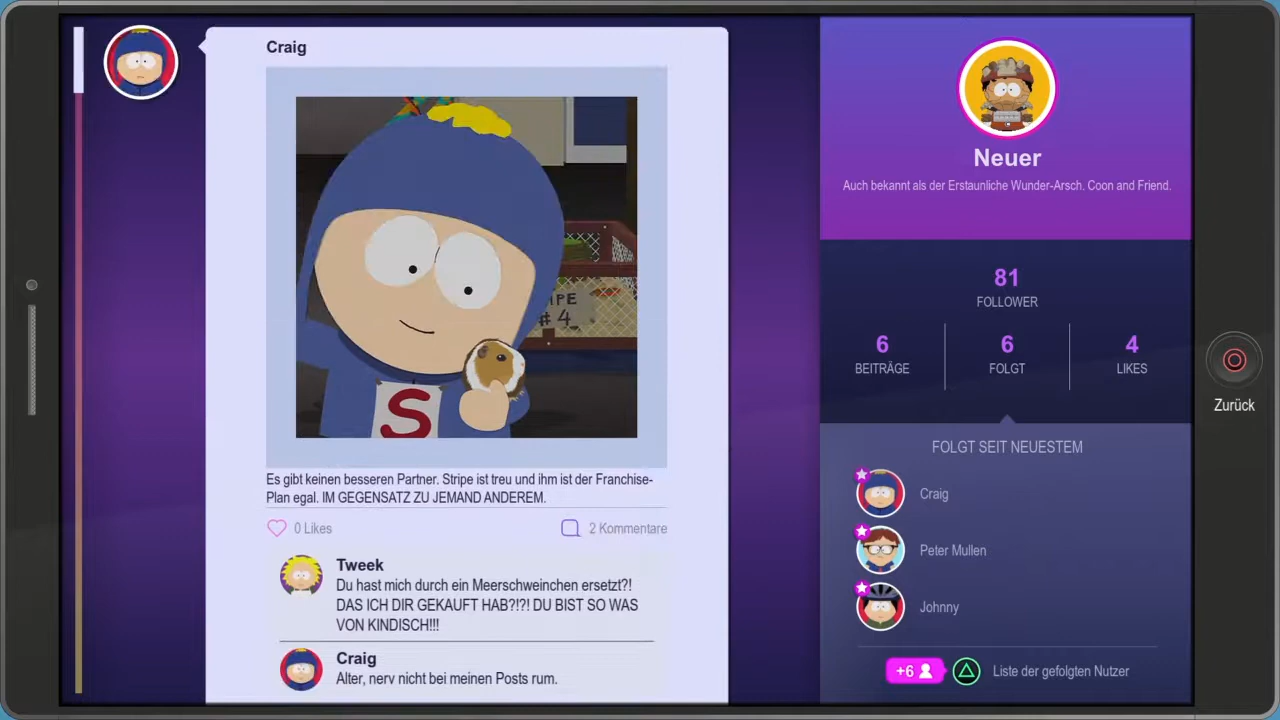 Craig
IPE
# 4
S
Es gibt keinen besseren Partner. Stripe ist treu und ihm ist der Franchise-
Plan egal. IM GEGENSATZ ZU JEMAND ANDEREM.
0 Likes
2 Kommentare
Tweek
Du hast mich durch ein Meerschweinchen ersetzt?!
DAS ICH DIR GEKAUFT HAB?!?! DU BIST SO WAS
VON KINDISCH!!!
Craig
Alter, nerv nicht bei meinen Posts rum.
Neuer
Auch bekannt als der Erstaunliche Wunder-Arsch. Coon and Friend.
81
FOLLOWER
6
BEITRÄGE
6
FOLGT
4
LIKES
FOLGT SEIT NEUESTEM
Craig
Peter Mullen
Johnny
+6
Liste der gefolgten Nutzer
Zurück